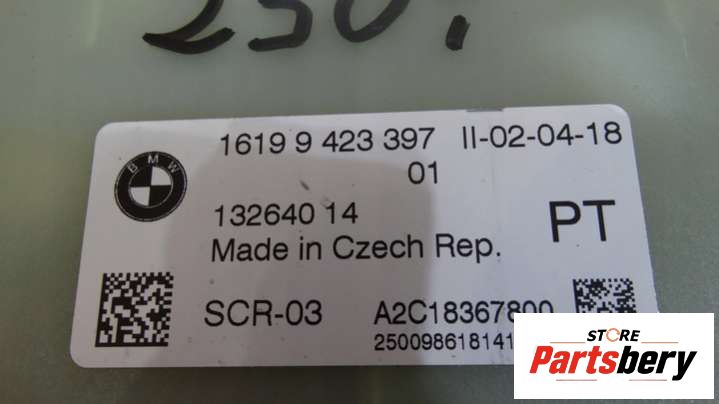 250.
BMW
1619 9 423 397 II-02-04-18
01
132640 14
PT
Made in Czech Rep.
SCR-03 A2C18367800
250098618141
STORE
Partsbery